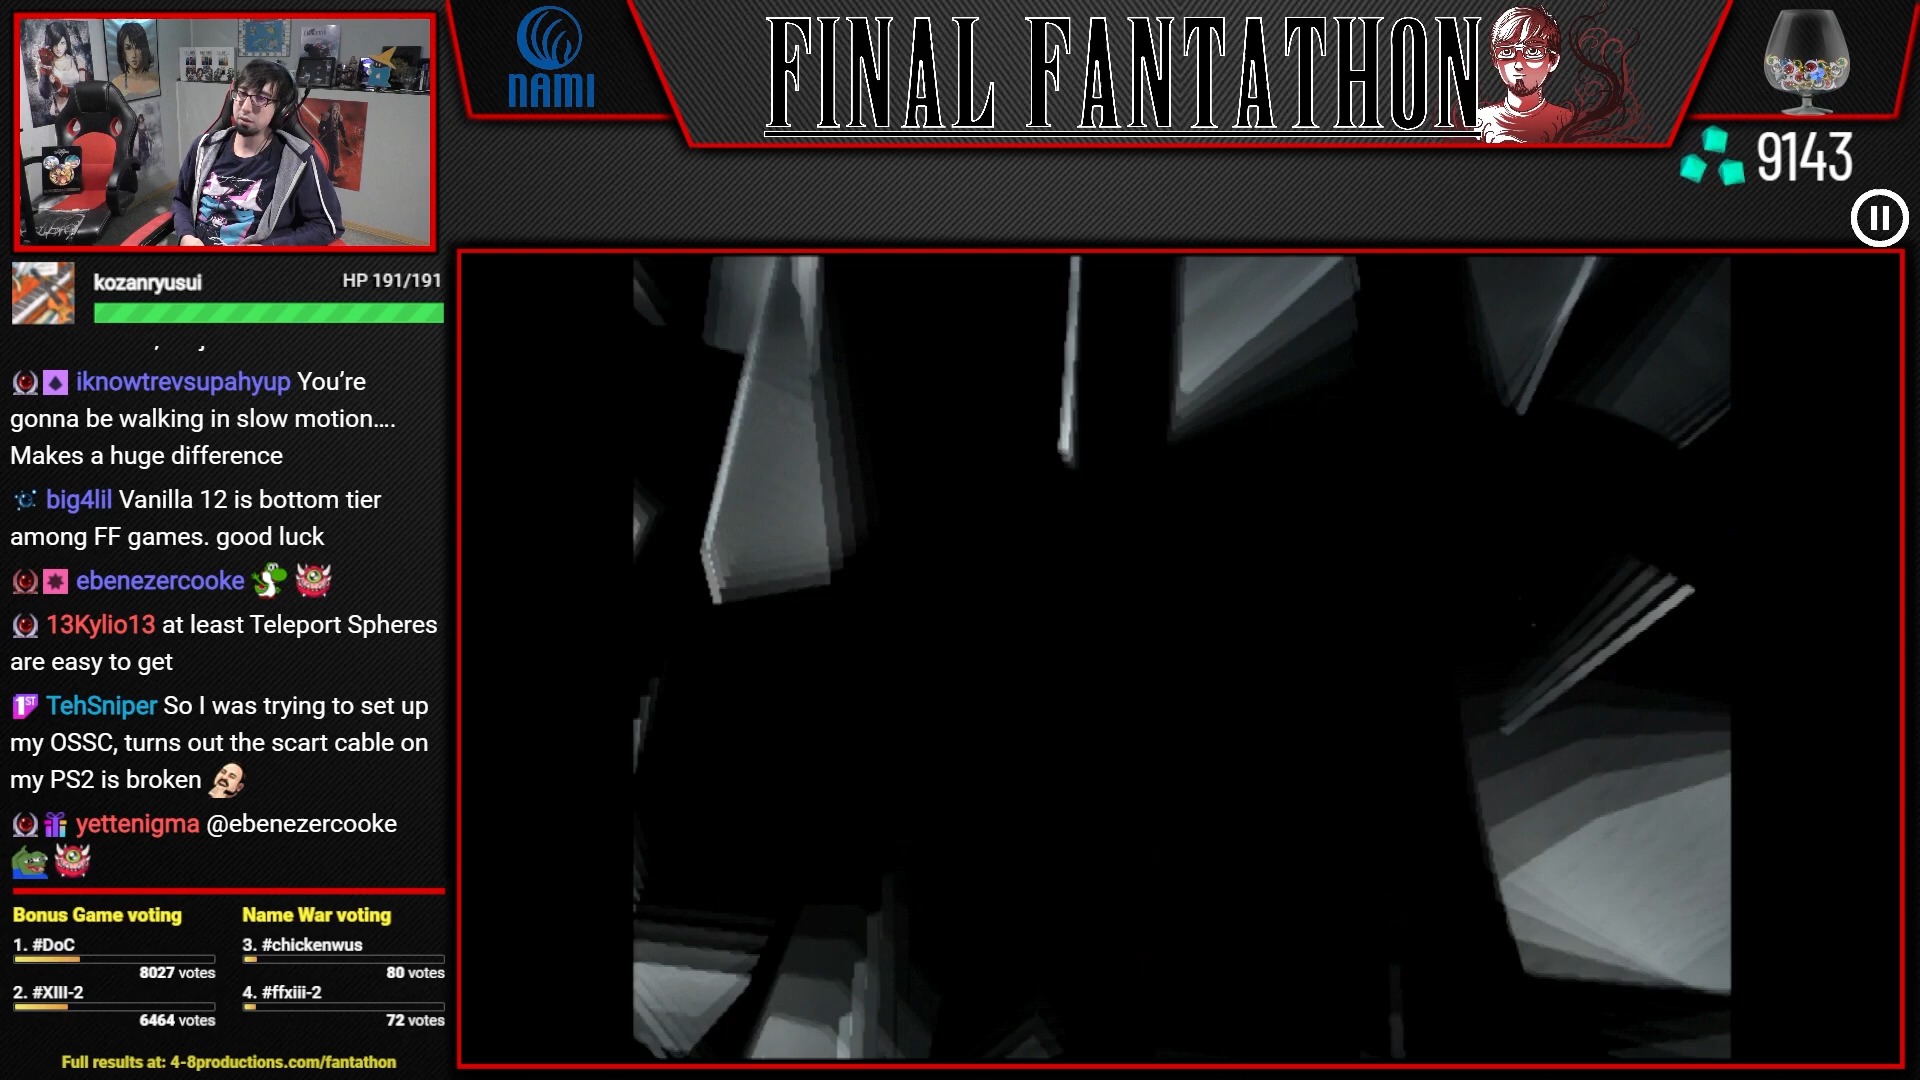 NAMI
FINAL FANTATHON
9143
kozanryusui
HP 191/191
iknowtrevsupahyup You're
gonna be walking in slow motion....
Makes a huge difference
big4lil Vanilla 12 is bottom tier
among FF games. good luck
ebenezercooke
13Kylio13 at least Teleport Spheres
are easy to get
1ST TehSniper So I was trying to set up
my OSSC, turns out the scart cable on
my PS2 is broken
yettenigma @ebenezercooke
Bonus Game voting
1. #DoC
8027 votes
2. #XIII-2
6464 votes
Name War voting
3. #chickenwus
80 votes
4. #ffxiii-2
72 votes
Full results at: 4-8productions.com/fantathon